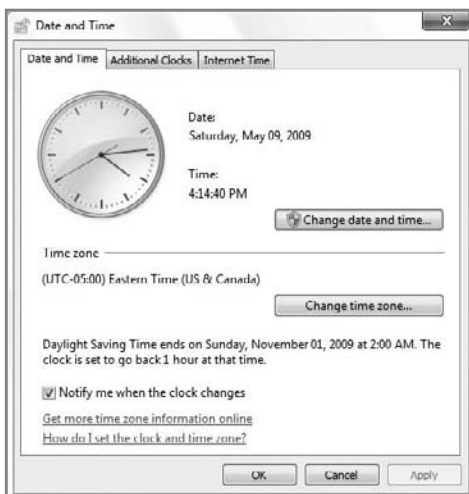 Date and Time
X
Date and Time
Additional Clocks
Internet Time
Date:
Saturday, May 09, 2009
Time:
4:14:40 PM
Change date and time...
Time zone
(UTC-05:00) Eastern Time (US & Canada)
Change time zone...
Daylight Saving Time ends on Sunday, November 01, 2009 at 2:00 AM. The
clock is set to go back 1 hour at that time.
Notify me when the clock changes
Get more time zone information online
How do I set the clock and time zone?
OK
Cancel
Apply